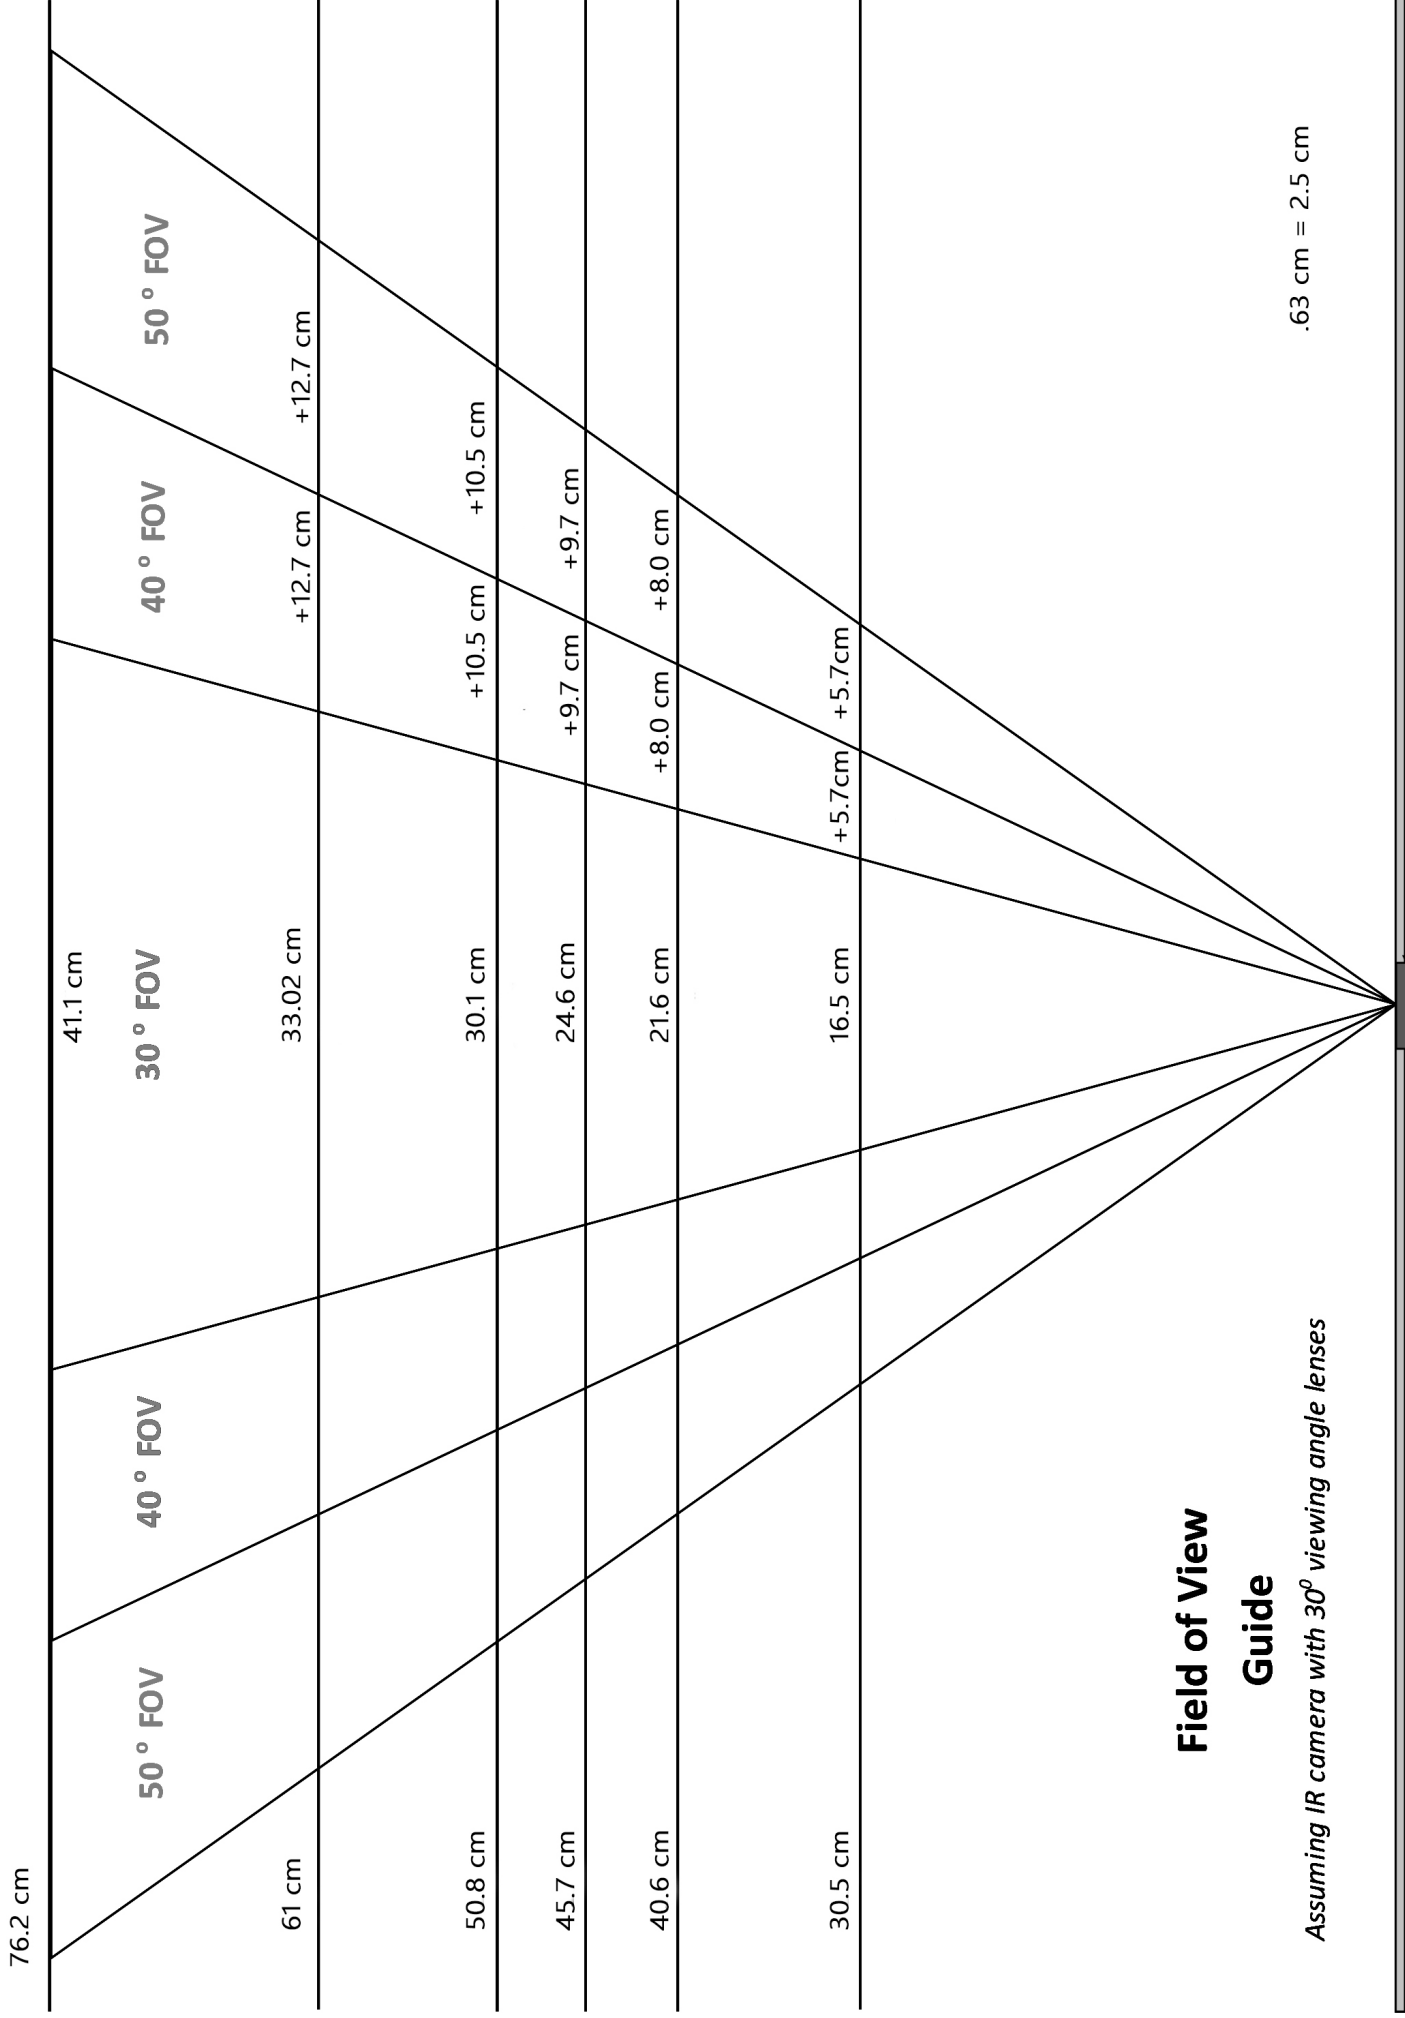 76.2 cm
41.1 cm
50 º FOV
40 º FOV
30 º FOV
40 º FOV
50 º FOV
61 cm
33.02 cm
+12.7 cm
+12.7 cm
50.8 cm
30.1 cm
+10.5 cm
+10.5 cm
45.7 cm
24.6 cm
+9.7 cm
+9.7 cm
40.6 cm
21.6 cm
+8.0 cm
+8.0 cm
30.5 cm
16.5 cm
+5.7cm
+5.7cm
Field of View
Guide
Assuming IR camera with 30⁰ viewing angle lenses
.63 cm = 2.5 cm